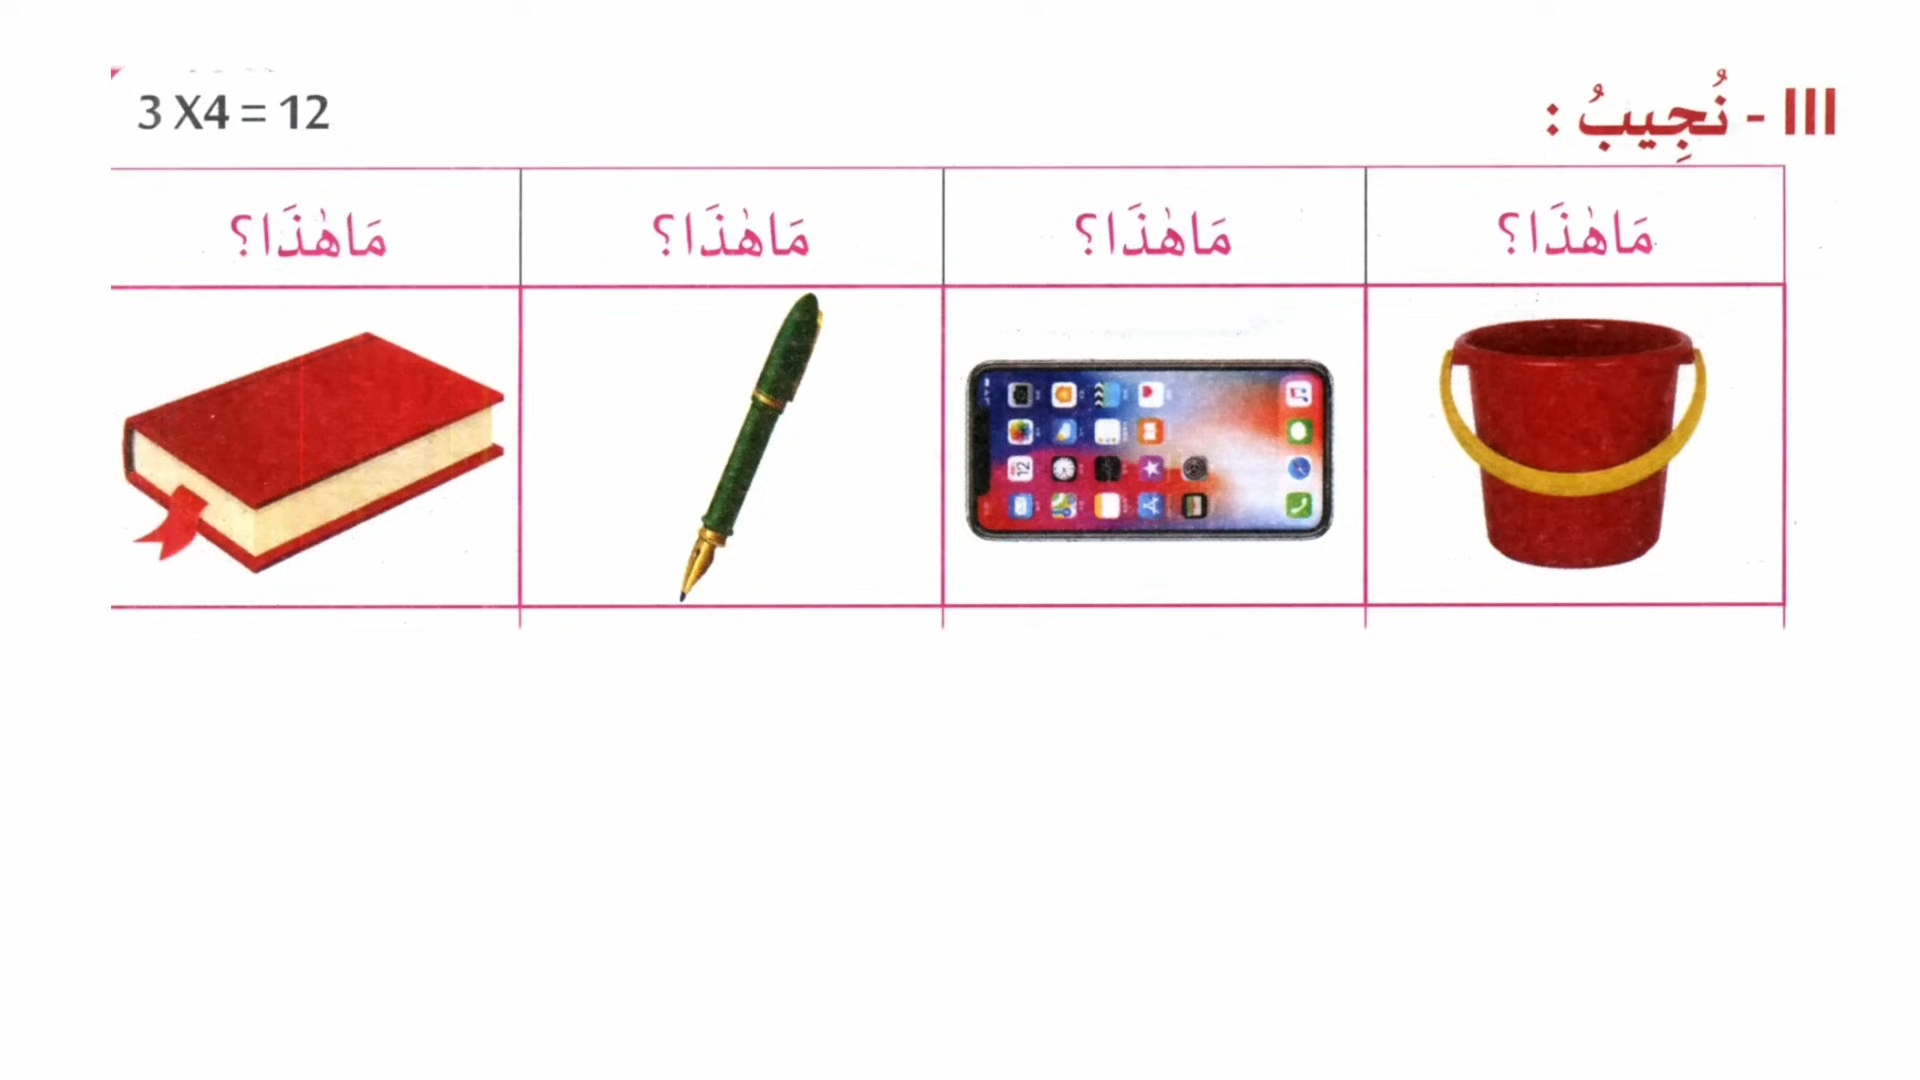 III - نُجِيبُ :
3 X4 = 12
مَاهٰذَا؟ مَاهٰذَا؟ مَاهٰذَا؟ مَاهٰذَا؟
12